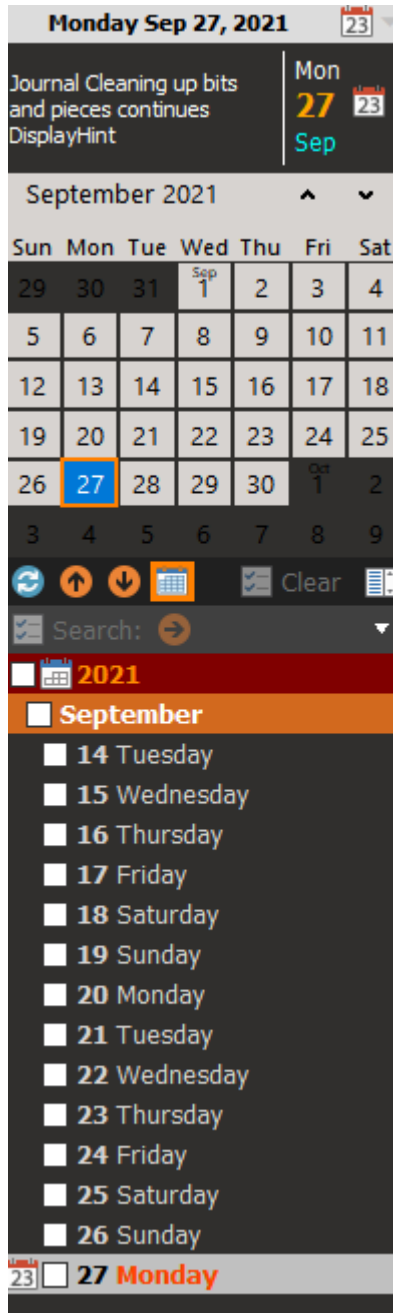 Monday Sep 27, 2021 23
Journal Cleaning up bits
and pieces continues
DisplayHint
Mon
27 23
Sep
September 2021
Sun Mon Tue Wed Thu Fri Sat
29 30 31 Sep 1 2 3 4
5 6 7 8 9 10 11
12 13 14 15 16 17 18
19 20 21 22 23 24 25
26 27 28 29 30 Oct 1 2
3 4 5 6 7 8 9
Clear
Search:
2021
September
14 Tuesday
15 Wednesday
16 Thursday
17 Friday
18 Saturday
19 Sunday
20 Monday
21 Tuesday
22 Wednesday
23 Thursday
24 Friday
25 Saturday
26 Sunday
23 27 Monday